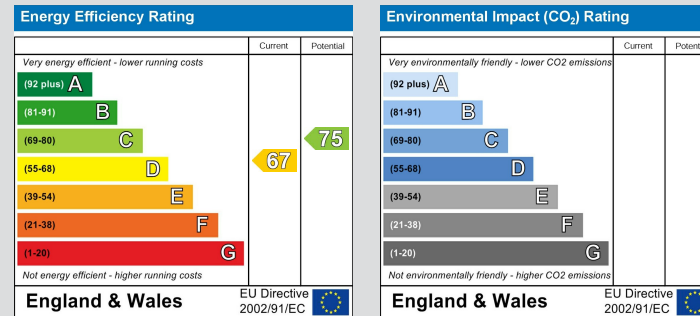 Energy Efficiency Rating
Current Potential
Very energy efficient - lower running costs
(92 plus) A
(81-91) B
(69-80) C
(55-68) D
(39-54) E
(21-38) F
(1-20) G
67
75
Not energy efficient - higher running costs
England & Wales
EU Directive
2002/91/EC
Environmental Impact (CO₂) Rating
Current Potent
Very environmentally friendly - lower CO2 emissions
(92 plus) A
(81-91) B
(69-80) C
(55-68) D
(39-54) E
(21-38) F
(1-20) G
Not environmentally friendly - higher CO2 emissions
England & Wales
EU Directive
2002/91/EC